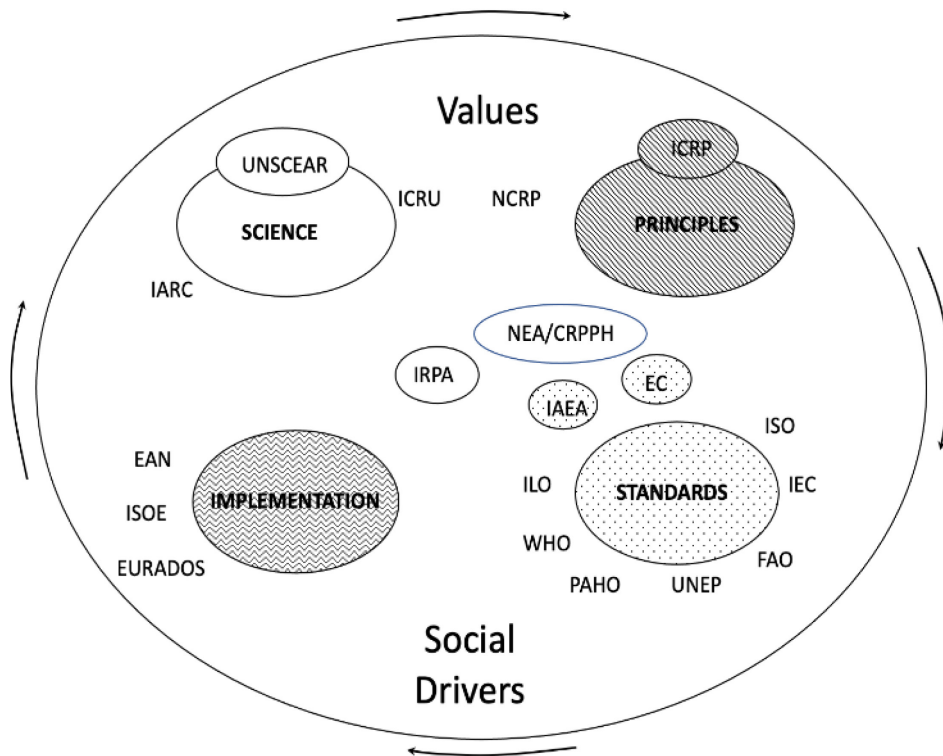 Values
UNSCEAR
ICRP
ICRU
NCRP
SCIENCE
PRINCIPLES
IARC
NEA/CRPPH
IRPA
EC
IAEA
ISO
EAN
ILO
STANDARDS
IEC
IMPLEMENTATION
ISOE
WHO
FAO
EURADOS
PAHO
UNEP
Social
Drivers